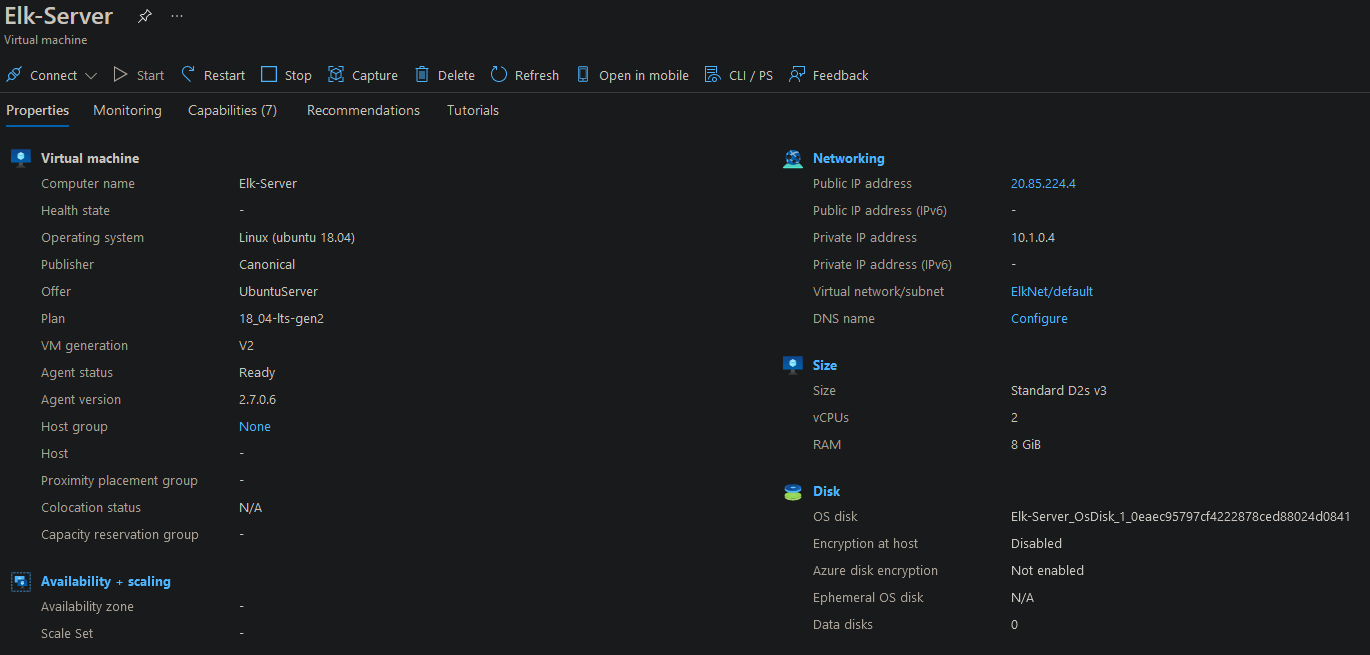 Elk-Server
Virtual machine
Connect Start Restart Stop Capture Delete Refresh Open in mobile CLI / PS Feedback
Properties Monitoring Capabilities (7) Recommendations Tutorials
Virtual machine
Computer name Elk-Server
Health state -
Operating system Linux (ubuntu 18.04)
Publisher Canonical
Offer UbuntuServer
Plan 18_04-lts-gen2
VM generation V2
Agent status Ready
Agent version 2.7.0.6
Host group None
Host -
Proximity placement group -
Colocation status N/A
Capacity reservation group -
Availability + scaling
Availability zone -
Scale Set -
Networking
Public IP address 20.85.224.4
Public IP address (IPv6) -
Private IP address 10.1.0.4
Private IP address (IPv6) -
Virtual network/subnet ElkNet/default
DNS name Configure
Size
Size Standard D2s v3
vCPUs 2
RAM 8 GiB
Disk
OS disk Elk-Server_OsDisk_1_0eaec95797cf4222878ced88024d0841
Encryption at host Disabled
Azure disk encryption Not enabled
Ephemeral OS disk N/A
Data disks 0